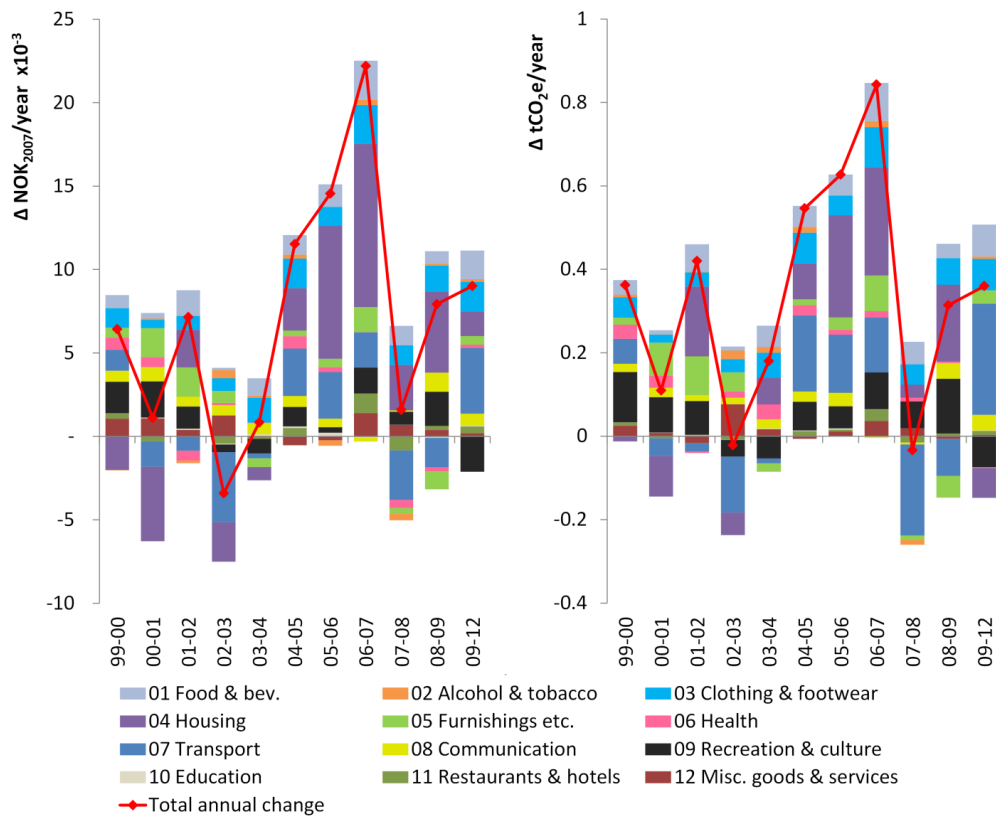 Δ NOK2007/year x10-3
25
20
15
10
5
-
-5
-10
99-00
00-01
01-02
02-03
03-04
04-05
05-06
06-07
07-08
08-09
09-12
Δ tCO2e/year
1
0.8
0.6
0.4
0.2
0
-0.2
-0.4
99-00
00-01
01-02
02-03
03-04
04-05
05-06
06-07
07-08
08-09
09-12
01 Food & bev.
02 Alcohol & tobacco
03 Clothing & footwear
04 Housing
05 Furnishings etc.
06 Health
07 Transport
08 Communication
09 Recreation & culture
10 Education
11 Restaurants & hotels
12 Misc. goods & services
Total annual change